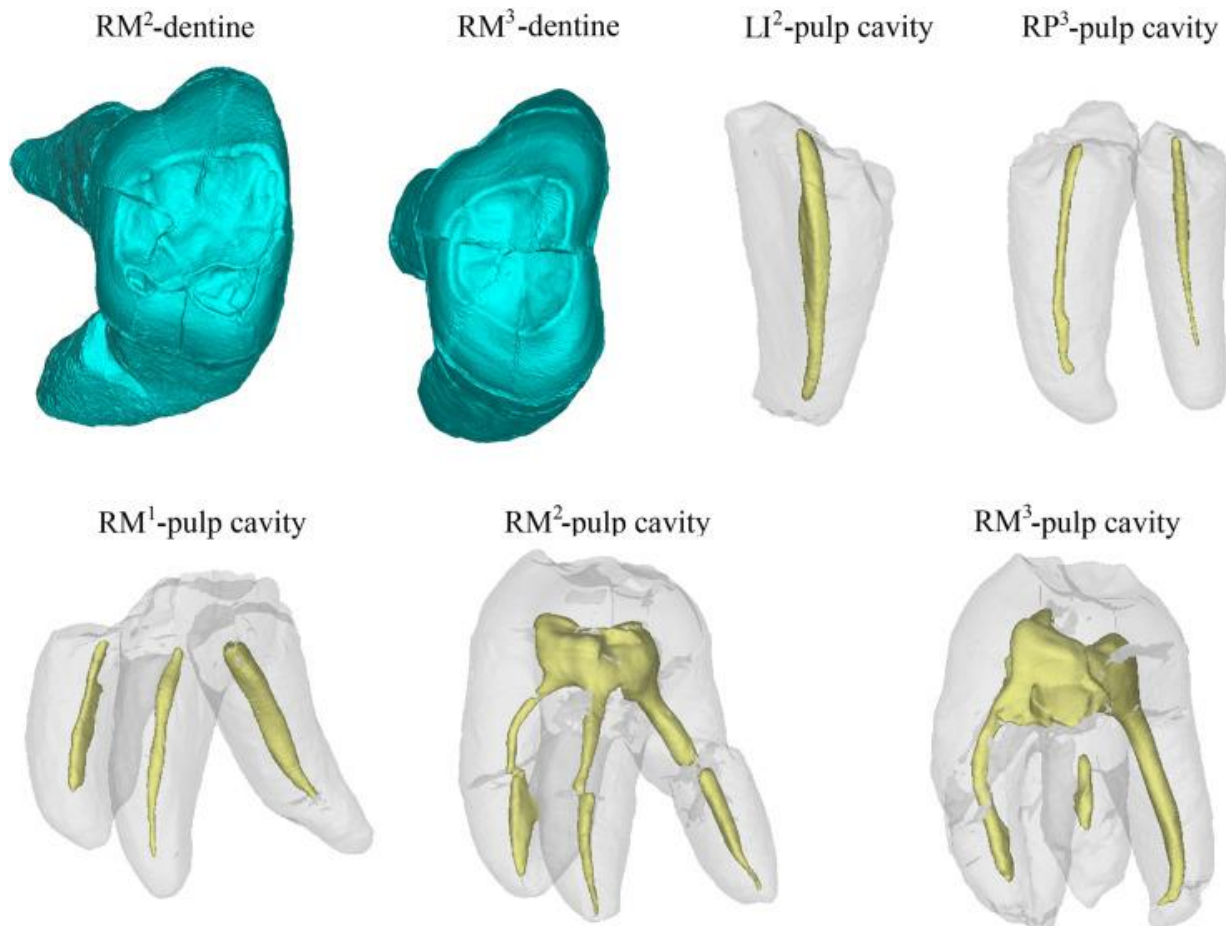 RM²-dentine
RM³-dentine
LI²-pulp cavity
RP³-pulp cavity
RM¹-pulp cavity
RM²-pulp cavity
RM³-pulp cavity